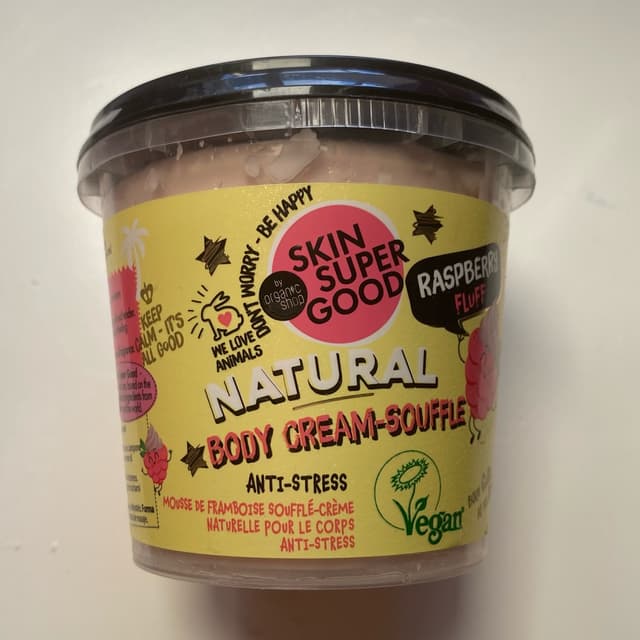 DON'T WORRY - BE HAPPY
SKIN
SUPER
GOOD
by
organic
shop
RASPBERRY
FLUFF
KEEP
CALM - IT'S
ALL GOOD
WE LOVE
ANIMALS
NATURAL
BODY CREAM-SOUFFLE
ANTI-STRESS
MOUSSE DE FRAMBOISE SOUFFLÉ-CRÈME
NATURELLE POUR LE CORPS
ANTI-STRESS
Vegan